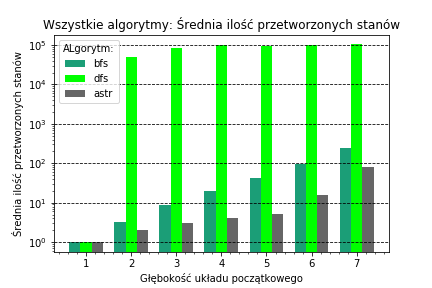 Wszystkie algorytmy: Średnia ilość przetworzonych stanów
Średnia ilość przetworzonych stanów
10⁵
10⁴
10³
10²
10¹
10⁰
ALgorytm:
bfs
dfs
astr
1 2 3 4 5 6 7
Głębokość układu początkowego